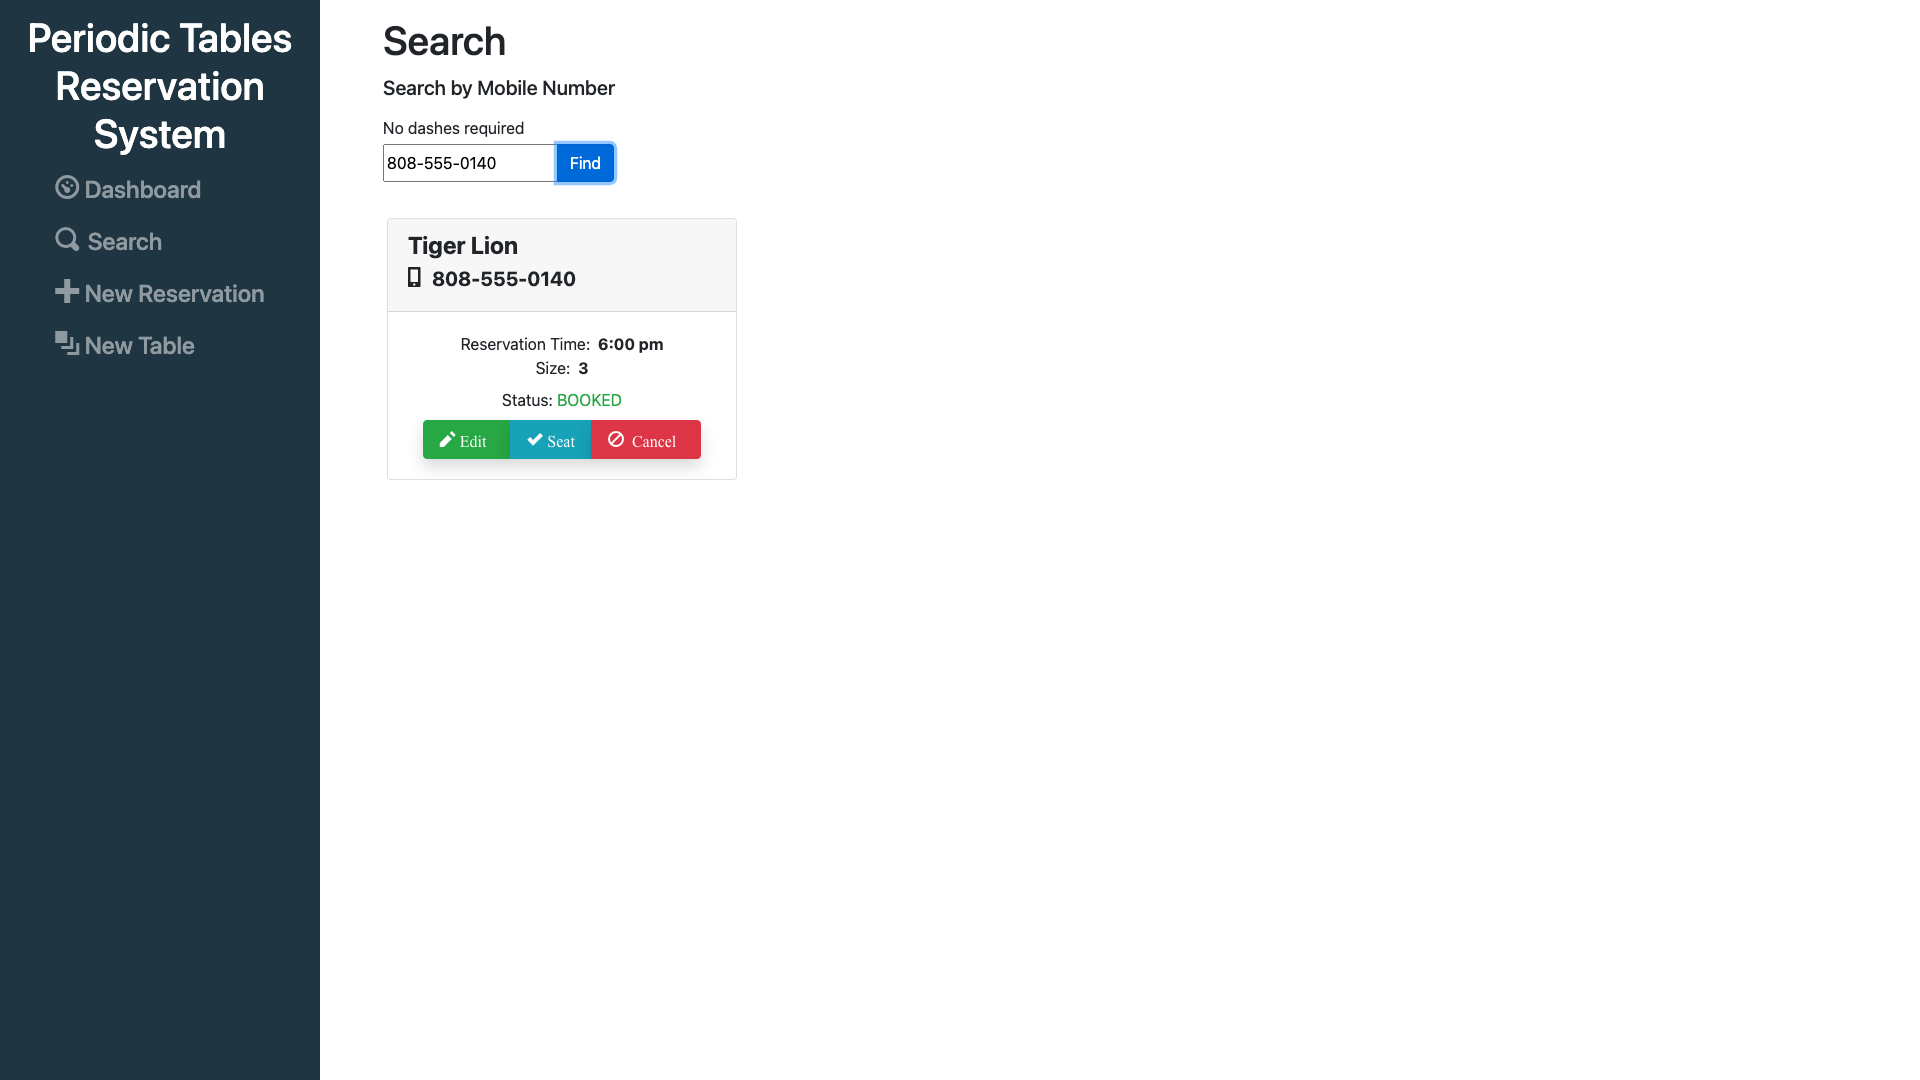 Periodic Tables
Reservation
System
Dashboard
Search
New Reservation
New Table
Search
Search by Mobile Number
No dashes required
808-555-0140 Find
Tiger Lion
808-555-0140
Reservation Time: 6:00 pm
Size: 3
Status: BOOKED
Edit Seat Cancel